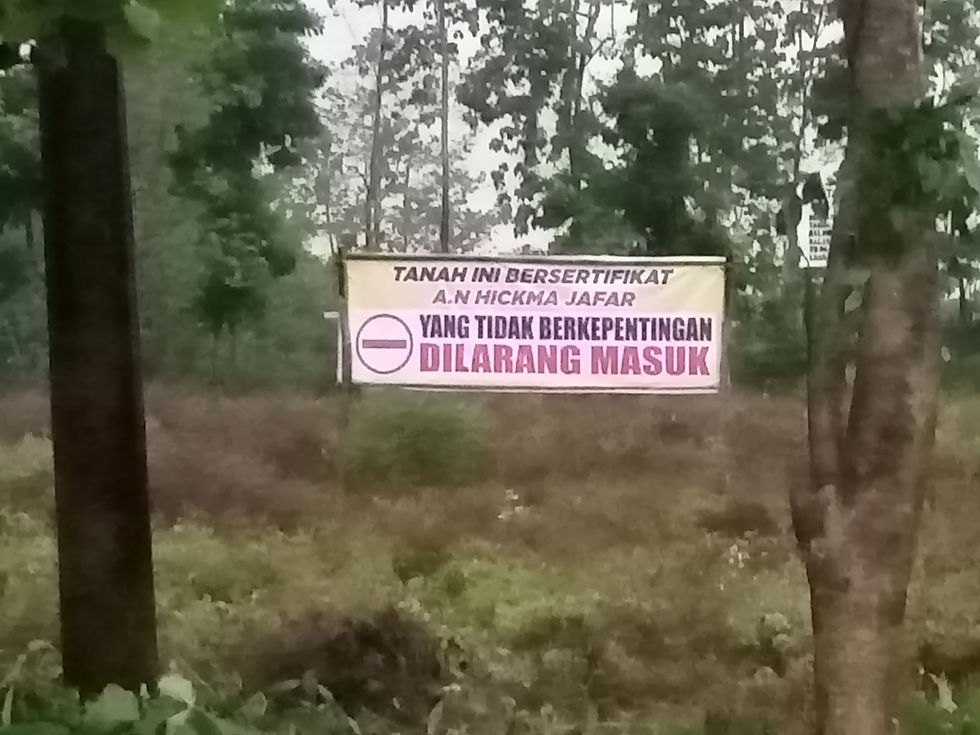 TANAH INI BERSERTIFIKAT
A.N HICKMA JAFAR
YANG TIDAK BERKEPENTINGAN
DILARANG MASUK